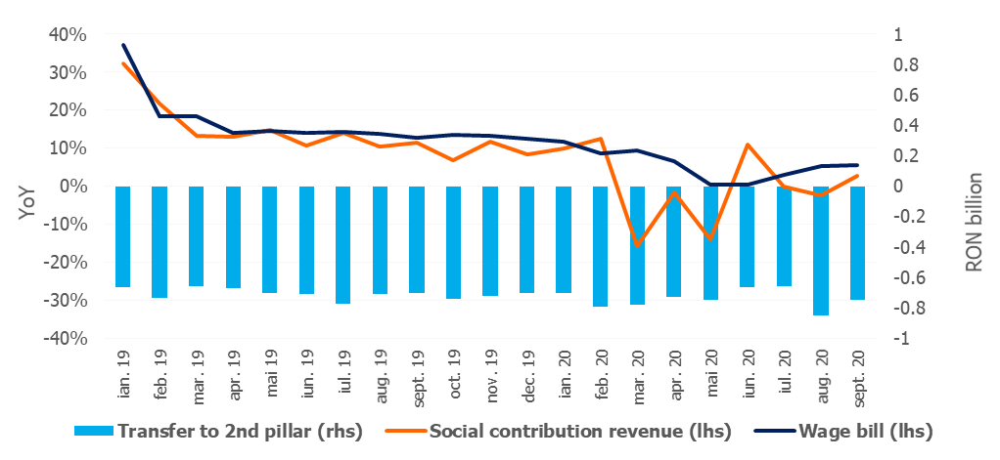 40%
30%
20%
10%
0%
-10%
-20%
-30%
-40%
YoY
1
0.8
0.6
0.4
0.2
0
-0.2
-0.4
-0.6
-0.8
-1
RON billion
ian. 19
feb. 19
mar. 19
apr. 19
mai 19
iun. 19
iul. 19
aug. 19
sept. 19
oct. 19
nov. 19
dec. 19
ian. 20
feb. 20
mar. 20
apr. 20
mai 20
iun. 20
iul. 20
aug. 20
sept. 20
Transfer to 2nd pillar (rhs)
Social contribution revenue (lhs)
Wage bill (lhs)